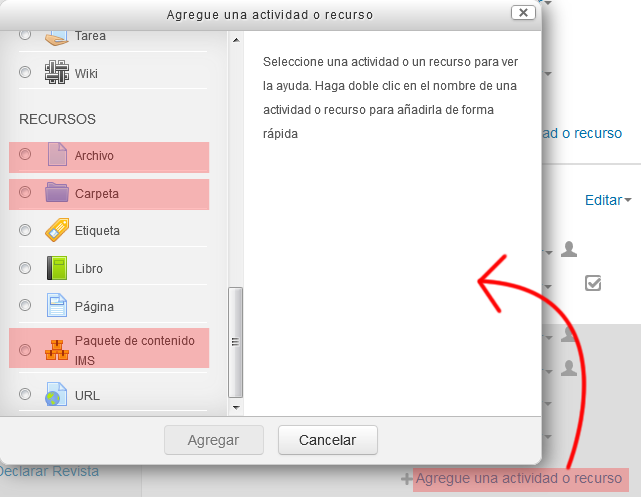 Agregue una actividad o recurso
Tarea
Wiki
RECURSOS
Archivo
Carpeta
Etiqueta
Libro
Página
Paquete de contenido
IMS
URL
Seleccione una actividad o un recurso para ver
la ayuda. Haga doble clic en el nombre de una
actividad o recurso para añadirla de forma
rápida
Agregar
Cancelar
ad o recurso
Editar
Declarar Revista
Agregue una actividad o recurso